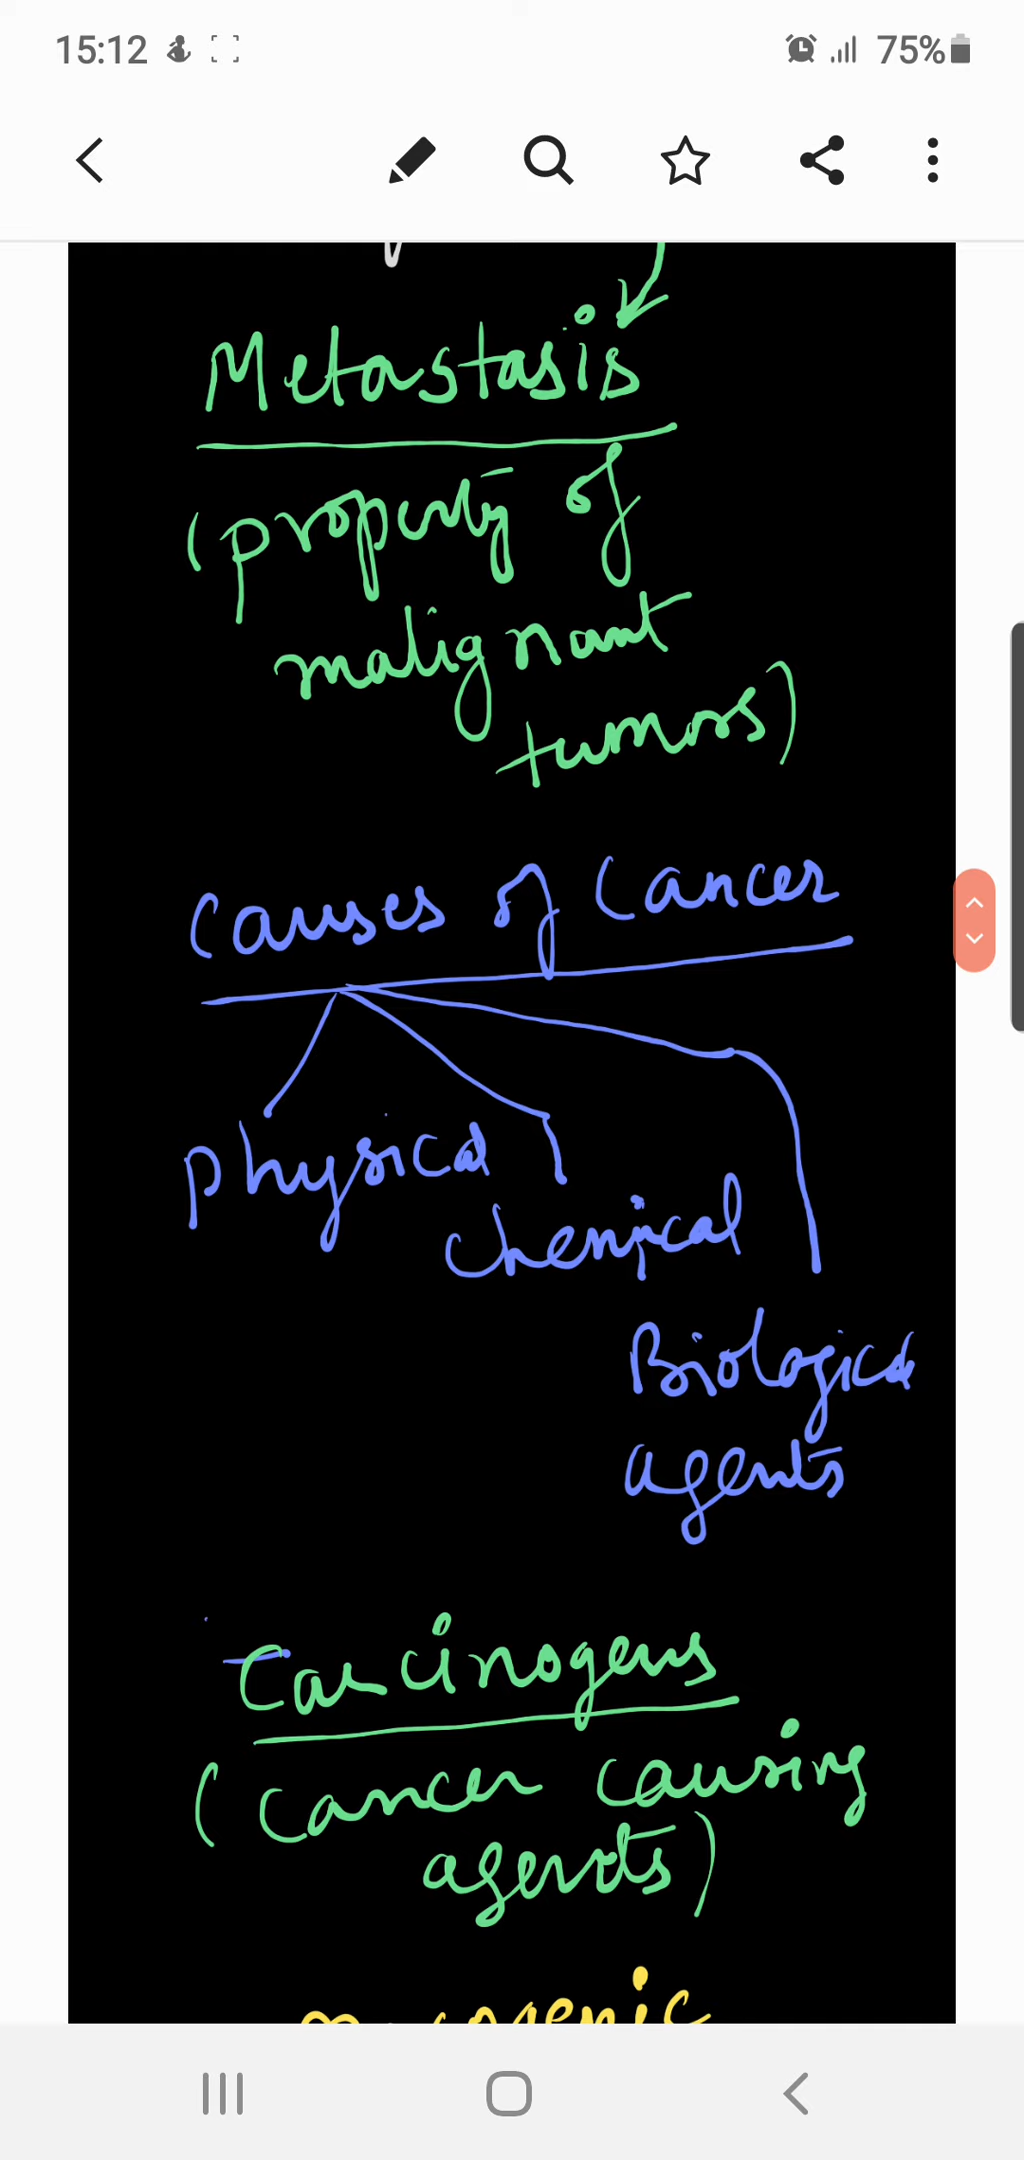 15:12 75%
Metastasis
(property of
malignant
tumors)
Causes of Cancer
Physical
Chemical
Biological
agents
Carcinogens
(Cancer causing
agents)